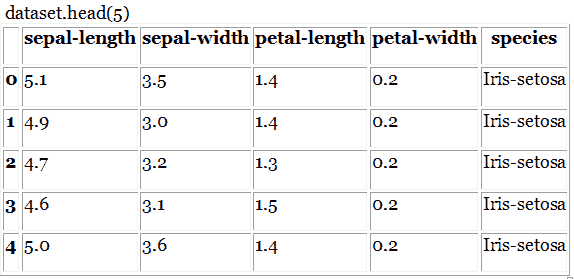 dataset.head(5)
sepal-length sepal-width petal-length petal-width species
0 5.1 3.5 1.4 0.2 Iris-setosa
1 4.9 3.0 1.4 0.2 Iris-setosa
2 4.7 3.2 1.3 0.2 Iris-setosa
3 4.6 3.1 1.5 0.2 Iris-setosa
4 5.0 3.6 1.4 0.2 Iris-setosa